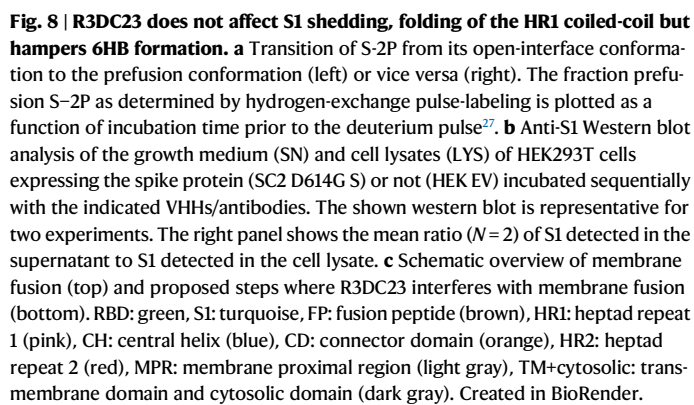 Fig. 8 | R3DC23 does not affect S1 shedding, folding of the HR1 coiled-coil but
hampers 6HB formation. a Transition of S-2P from its open-interface conforma-
tion to the prefusion conformation (left) or vice versa (right). The fraction prefu-
sion S−2P as determined by hydrogen-exchange pulse-labeling is plotted as a
function of incubation time prior to the deuterium pulse27. b Anti-S1 Western blot
analysis of the growth medium (SN) and cell lysates (LYS) of HEK293T cells
expressing the spike protein (SC2 D614G S) or not (HEK EV) incubated sequentially
with the indicated VHHs/antibodies. The shown western blot is representative for
two experiments. The right panel shows the mean ratio (N = 2) of S1 detected in the
supernatant to S1 detected in the cell lysate. c Schematic overview of membrane
fusion (top) and proposed steps where R3DC23 interferes with membrane fusion
(bottom). RBD: green, S1: turquoise, FP: fusion peptide (brown), HR1: heptad repeat
1 (pink), CH: central helix (blue), CD: connector domain (orange), HR2: heptad
repeat 2 (red), MPR: membrane proximal region (light gray), TM+cytosolic: trans-
membrane domain and cytosolic domain (dark gray). Created in BioRender.